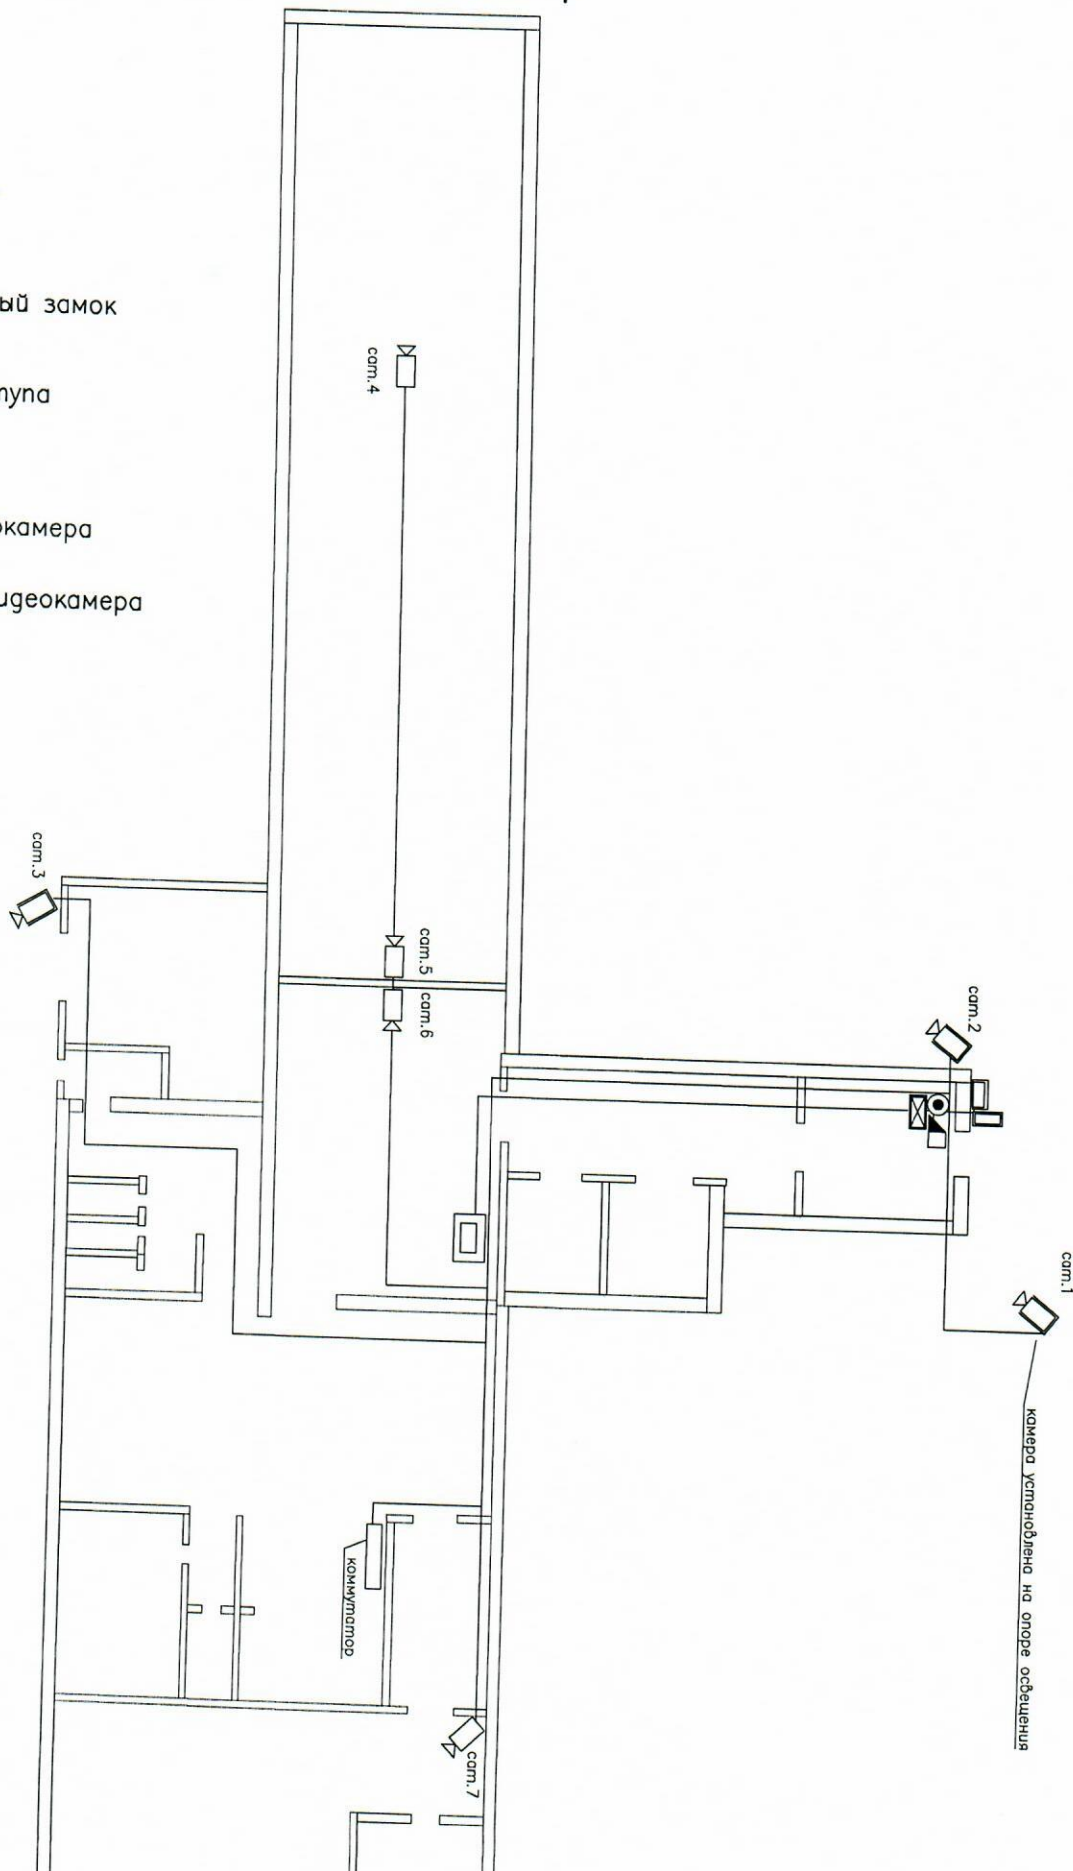 ый замок
тупа
окамера
идеокамера
cam.4
cam.3
cam.5
cam.6
cam.2
cam.1
камера установлена на опоре освещения
коммутатор
cam.7